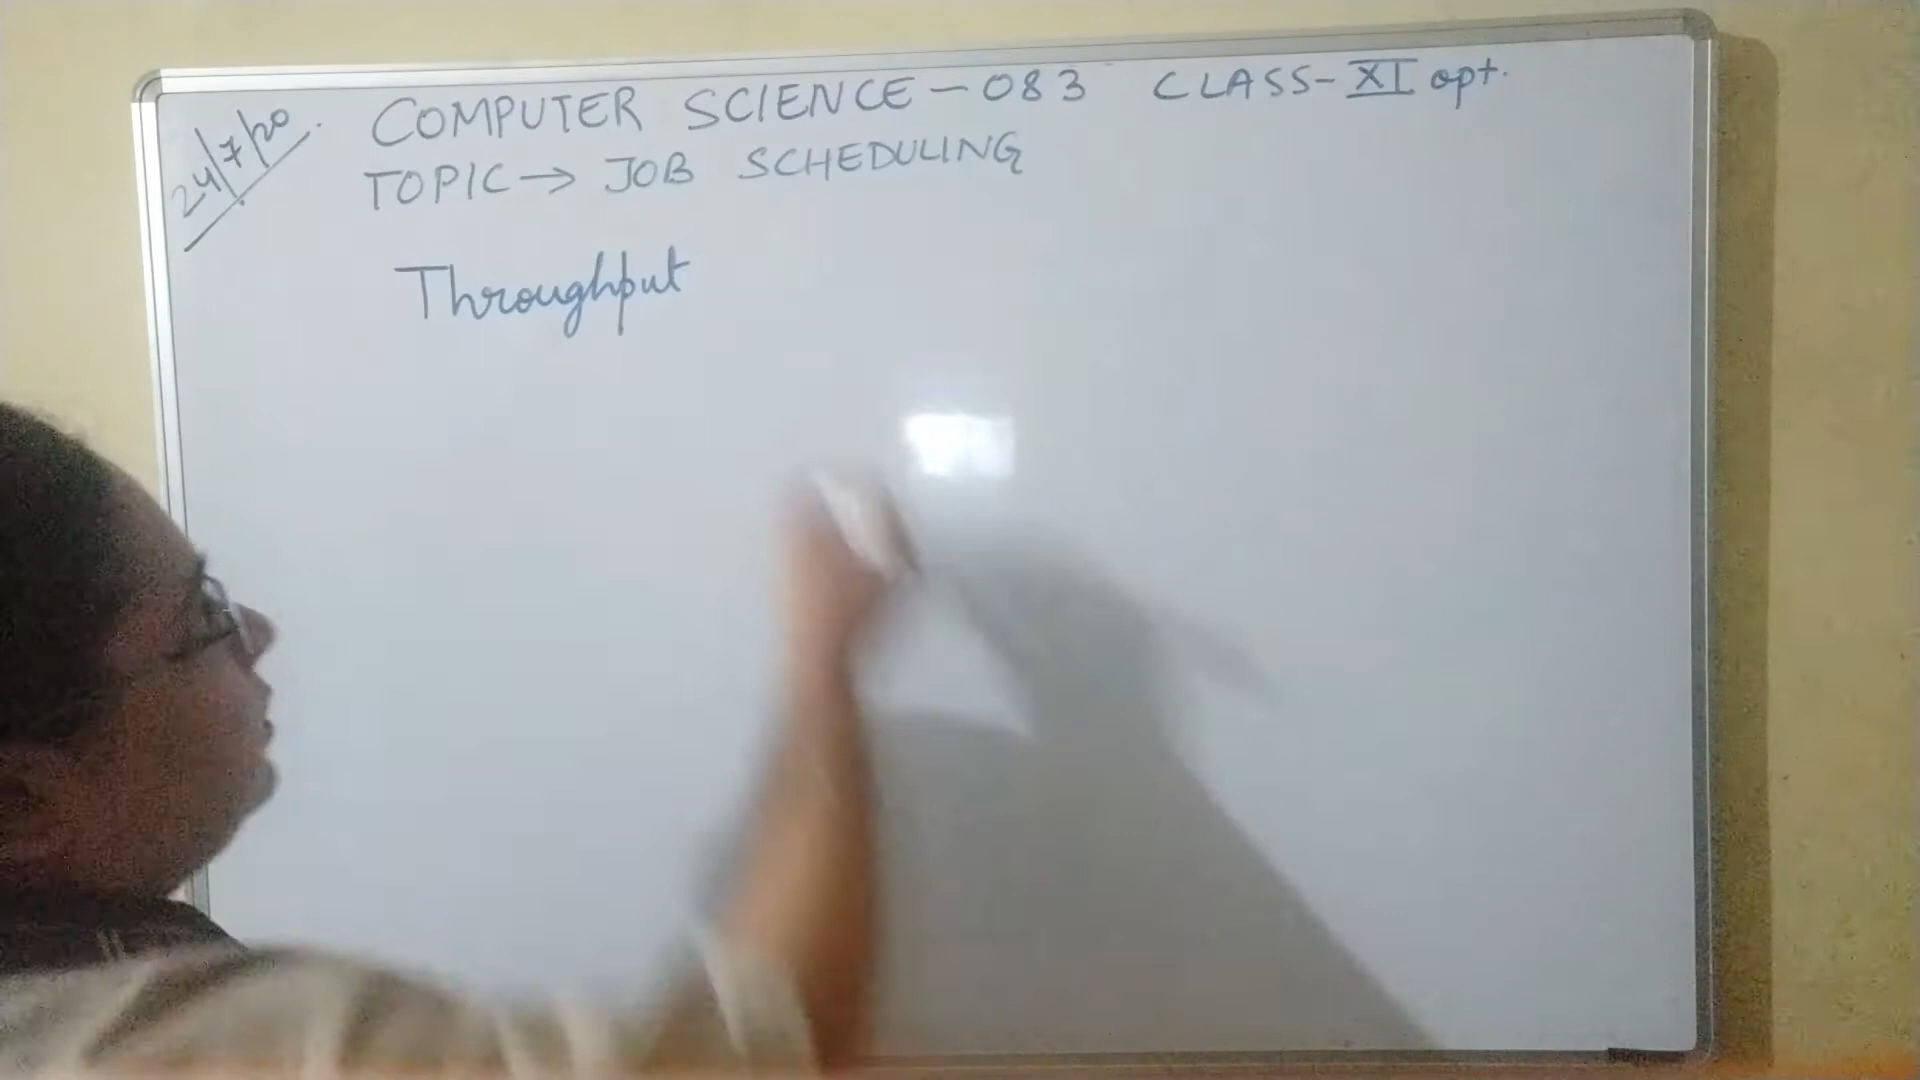 24/7/20.
COMPUTER SCIENCE - 083 CLASS - XI opt.
TOPIC → JOB SCHEDULING
Throughput